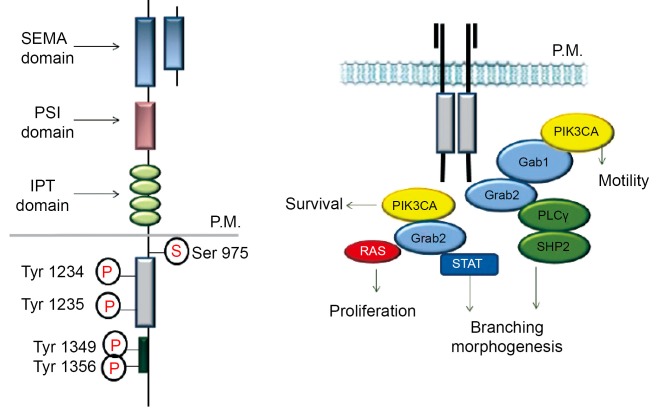 SEMA
domain
PSI
domain
IPT
domain
P.M.
S
Ser 975
Tyr 1234
P
Tyr 1235
P
Tyr 1349
P
Tyr 1356
P
P.M.
PIK3CA
Gab1
Motility
Grab2
Survival
PIK3CA
PLCγ
Grab2
SHP2
RAS
STAT
Proliferation
Branching
morphogenesis